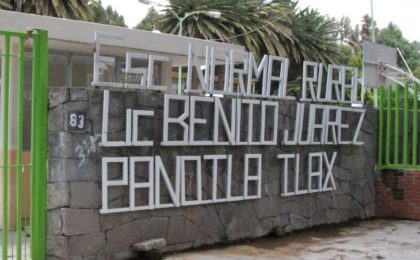 Esc NORMAL RURAL
Lic BENITO JUAREZ
PANOTLA TLAX
83